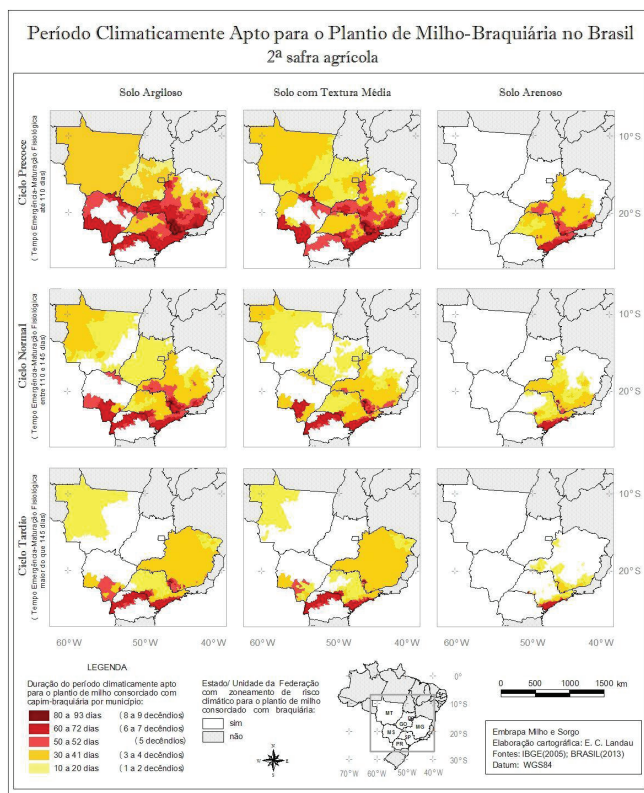 Período Climaticamente Apto para o Plantio de Milho-Braquiária no Brasil
2ª safra agrícola
Solo Argiloso
Solo com Textura Média
Solo Arenoso
Ciclo Precoce
( Tempo Emergência-Maturação Fisiológica
até 110 dias)
10°S
20°S
Ciclo Normal
( Tempo Emergência-Maturação Fisiológica
entre 110 e 145 dias)
10°S
20°S
Ciclo Tardio
( Tempo Emergência-Maturação Fisiológica
maior do que 145 dias)
10°S
20°S
60°W 50°W 40°W 60°W 50°W 40°W 60°W 50°W 40°W
LEGENDA
Duração do período climaticamente apto
para o plantio de milho consorciado com
capim-braquiária por município:
80 a 93 dias (8 a 9 decêndios)
60 a 72 dias (6 a 7 decêndios)
50 a 52 dias (5 decêndios)
30 a 41 dias (3 a 4 decêndios)
10 a 20 dias (1 a 2 decêndios)
Estado/ Unidade da Federação
com zoneamento de risco
climático para o plantio de milho
consorciado com braquiária:
sim
não
N
S
W
E
0°
10°S
20°S
30°S
70°W 60°W 50°W 40°W
MT
GO
DF
MG
MS
SP
PR
0 500 1000 1500
km
Embrapa Milho e Sorgo
Elaboração cartográfica: E. C. Landau
Fontes: IBGE(2005); BRASIL(2013)
Datum: WGS84